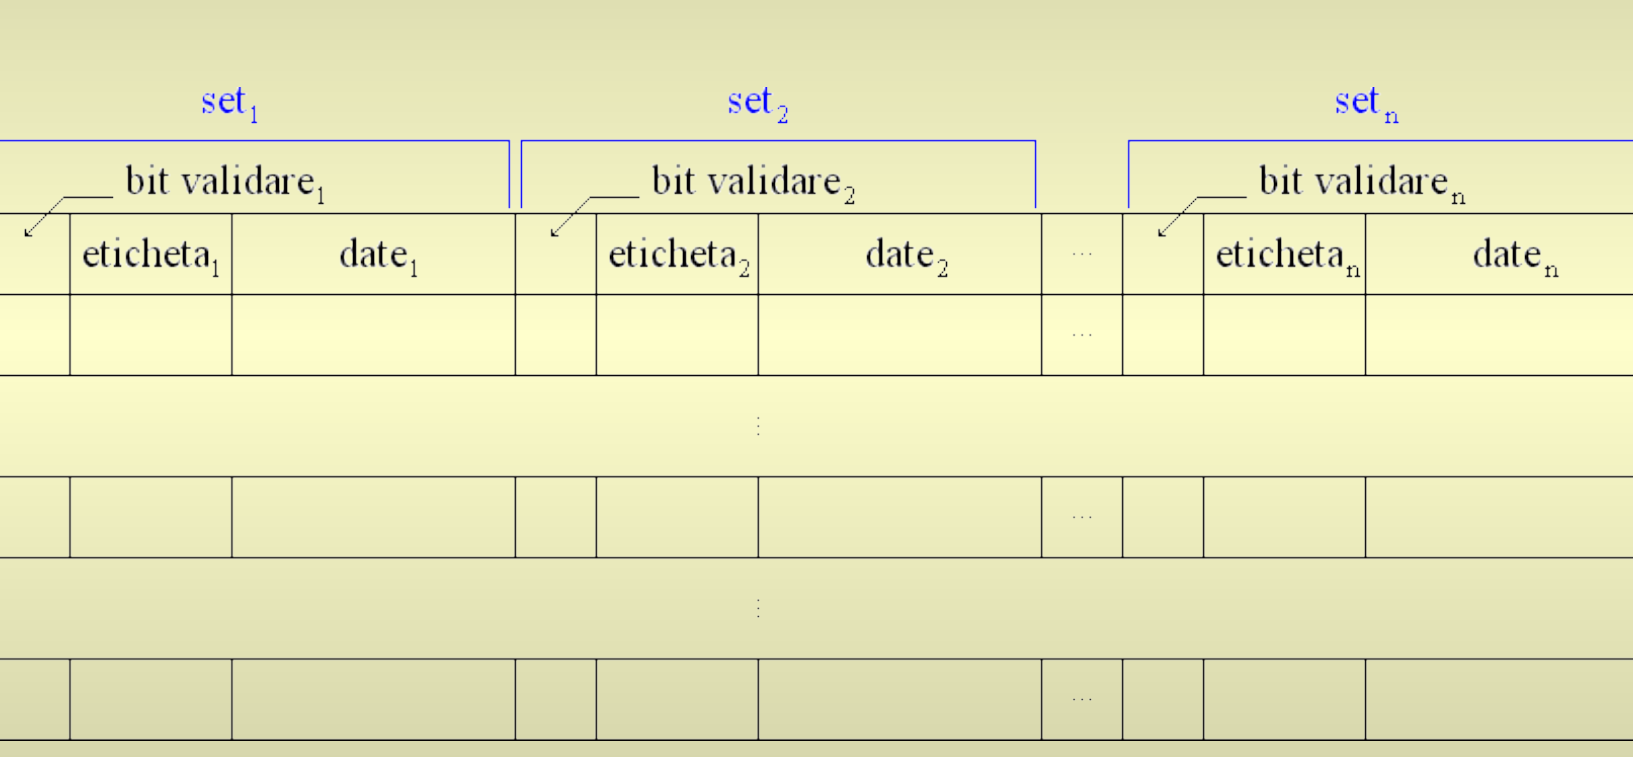 set₁ set₂ setₙ
bit validare₁ bit validare₂ bit validareₙ
eticheta₁ date₁ eticheta₂ date₂ ... etichetaₙ dateₙ
...
⋮
...
⋮
...